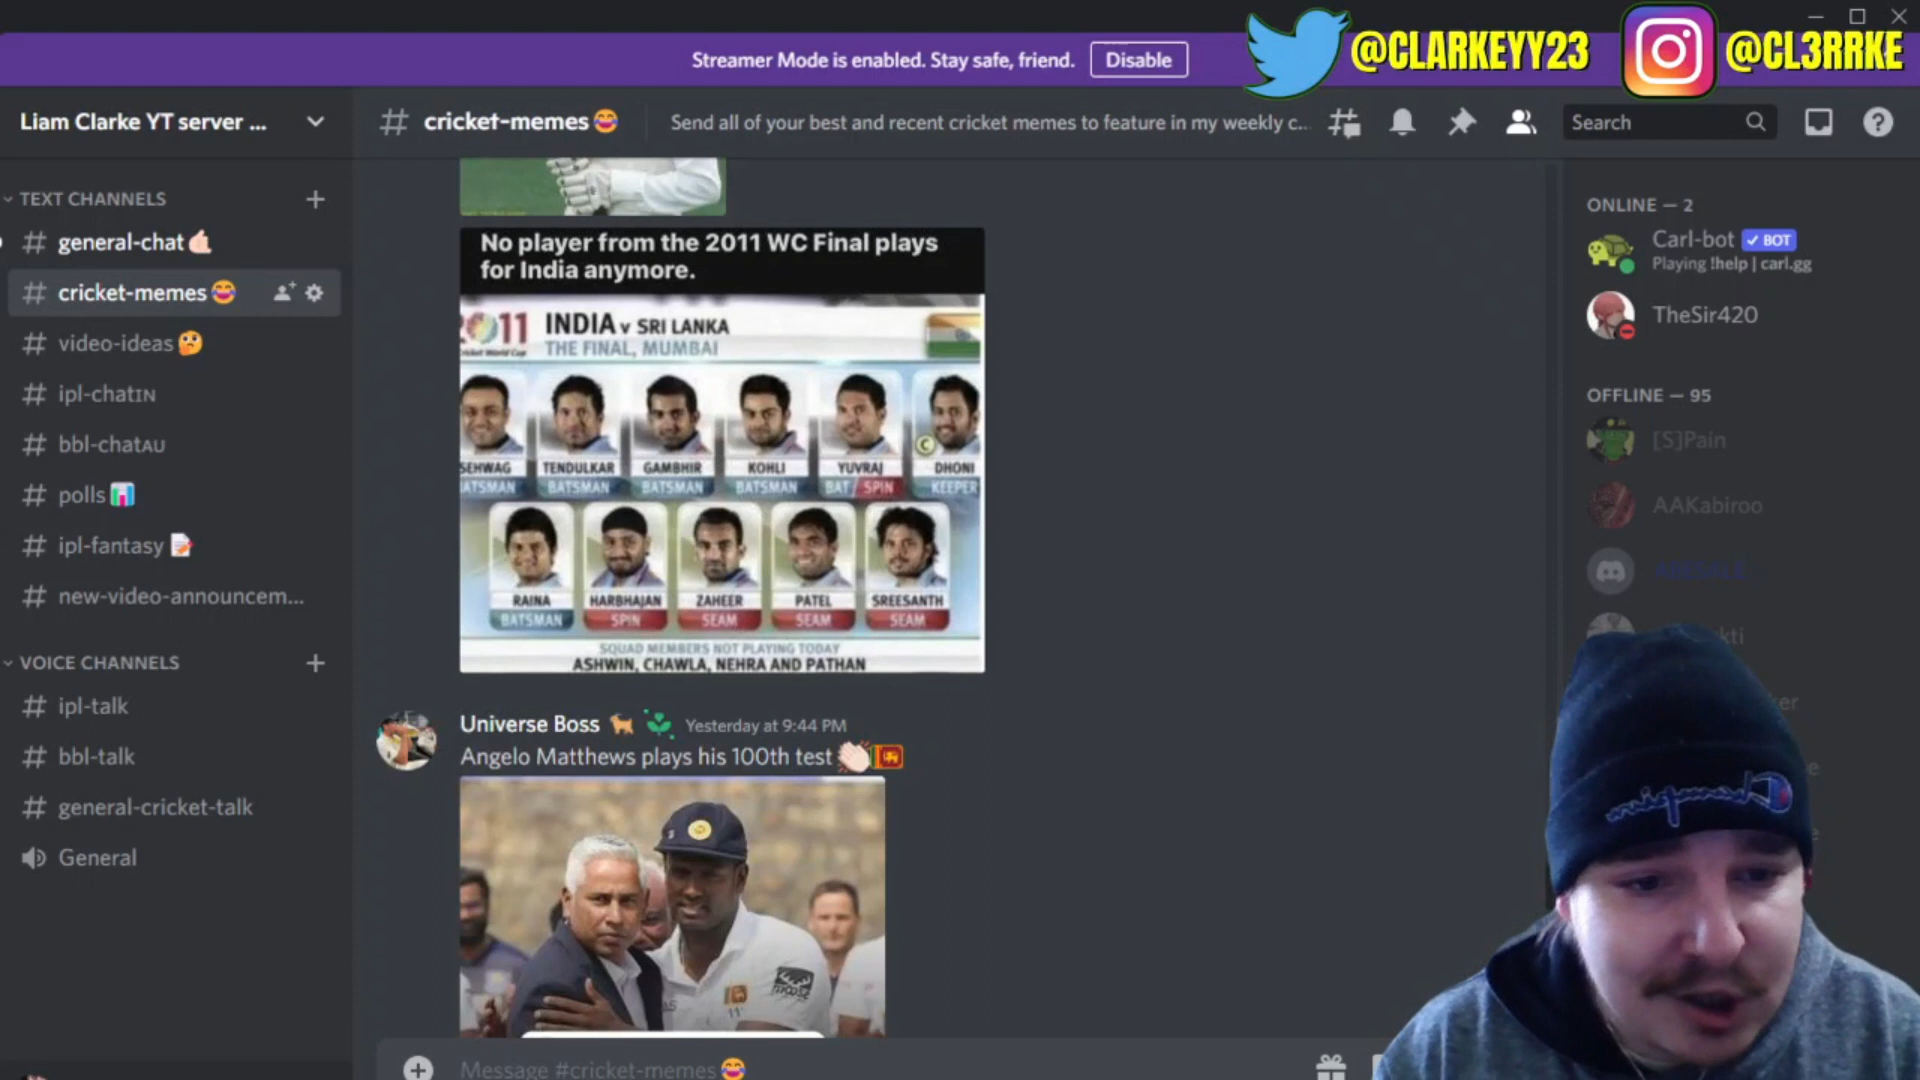 Streamer Mode is enabled. Stay safe, friend.
Disable
@CLARKEYY23
@CL3RRKE
Liam Clarke YT server ...
cricket-memes😂
Send all of your best and recent cricket memes to feature in my weekly c...
Search
TEXT CHANNELS
general-chat🤙
cricket-memes😂
video-ideas🤔
ipl-chatIN
bbl-chatAU
polls📊
ipl-fantasy📝
new-video-announcem...
VOICE CHANNELS
ipl-talk
bbl-talk
general-cricket-talk
General
No player from the 2011 WC Final plays
for India anymore.
2011
Cricket World Cup
INDIA v SRI LANKA
THE FINAL, MUMBAI
SEHWAG TENDULKAR GAMBHIR KOHLI YUVRAJ DHONI
BATSMAN BATSMAN BATSMAN BATSMAN BAT / SPIN KEEPER
RAINA HARBHAJAN ZAHEER PATEL SREESANTH
BATSMAN SPIN SEAM SEAM SEAM
SQUAD MEMBERS NOT PLAYING TODAY
ASHWIN, CHAWLA, NEHRA AND PATHAN
Universe Boss Yesterday at 9:44 PM
Angelo Matthews plays his 100th test 👏🇱🇰
moose
Message #cricket-memes😂
ONLINE — 2
Carl-bot ✓ BOT
Playing !help | carl.gg
TheSir420
OFFLINE — 95
[S]Pain
AAKabiroo
Champion